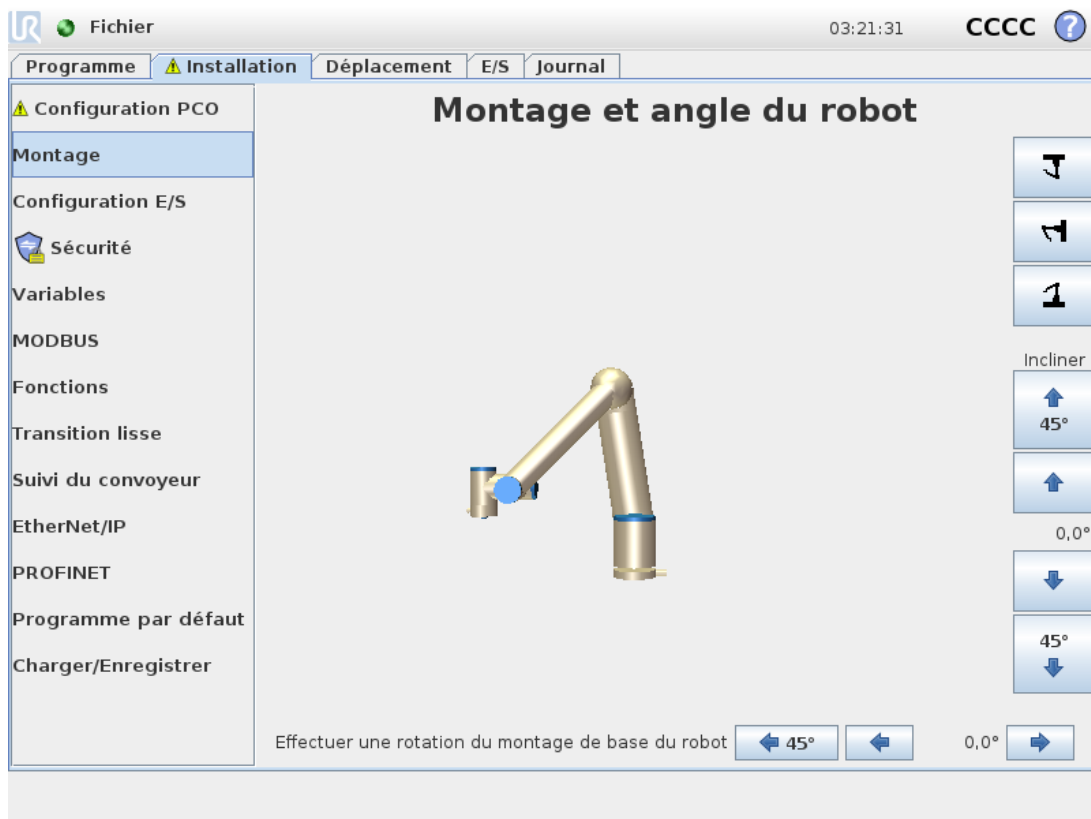 UR Fichier 03:21:31 CCCC ?
Programme Installation Déplacement E/S Journal
Configuration PCO
Montage
Configuration E/S
Sécurité
Variables
MODBUS
Fonctions
Transition lisse
Suivi du convoyeur
EtherNet/IP
PROFINET
Programme par défaut
Charger/Enregistrer
Montage et angle du robot
Incliner
45°
0,0°
45°
Effectuer une rotation du montage de base du robot 45° 0,0°